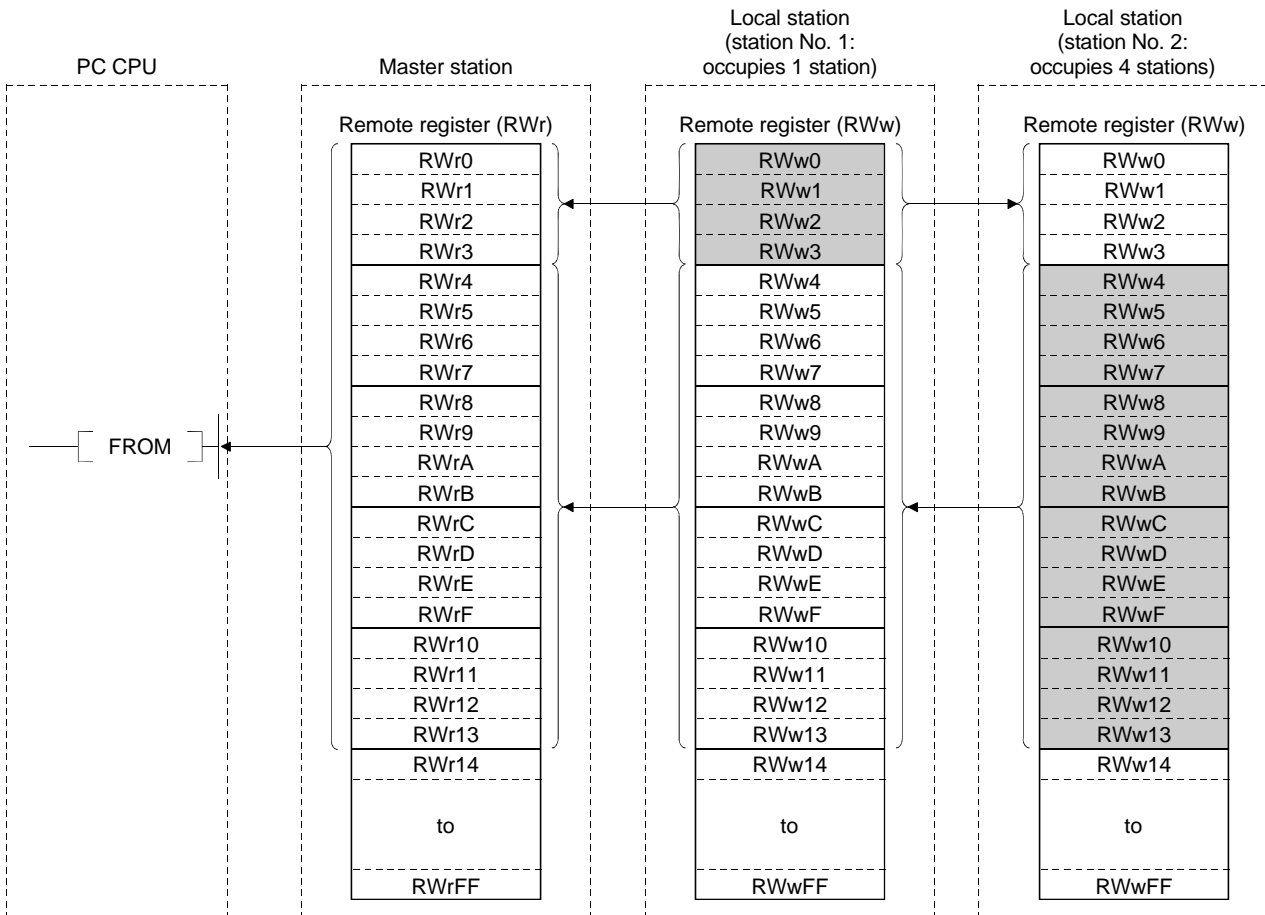 PC CPU
Master station
Local station
(station No. 1:
occupies 1 station)
Local station
(station No. 2:
occupies 4 stations)
FROM
Remote register (RWr)
RWr0
RWr1
RWr2
RWr3
RWr4
RWr5
RWr6
RWr7
RWr8
RWr9
RWrA
RWrB
RWrC
RWrD
RWrE
RWrF
RWr10
RWr11
RWr12
RWr13
RWr14
to
RWrFF
Remote register (RWw)
RWw0
RWw1
RWw2
RWw3
RWw4
RWw5
RWw6
RWw7
RWw8
RWw9
RWwA
RWwB
RWwC
RWwD
RWwE
RWwF
RWw10
RWw11
RWw12
RWw13
RWw14
to
RWwFF
Remote register (RWw)
RWw0
RWw1
RWw2
RWw3
RWw4
RWw5
RWw6
RWw7
RWw8
RWw9
RWwA
RWwB
RWwC
RWwD
RWwE
RWwF
RWw10
RWw11
RWw12
RWw13
RWw14
to
RWwFF